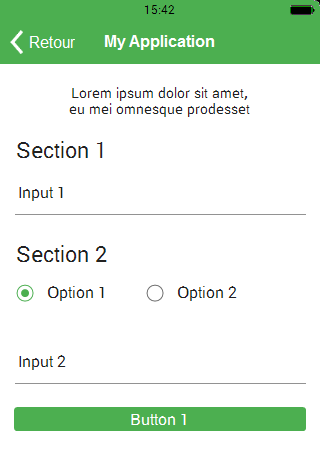 15:42
Retour
My Application
Lorem ipsum dolor sit amet,
eu mei omnesque prodesset
Section 1
Input 1
Section 2
Option 1
Option 2
Input 2
Button 1